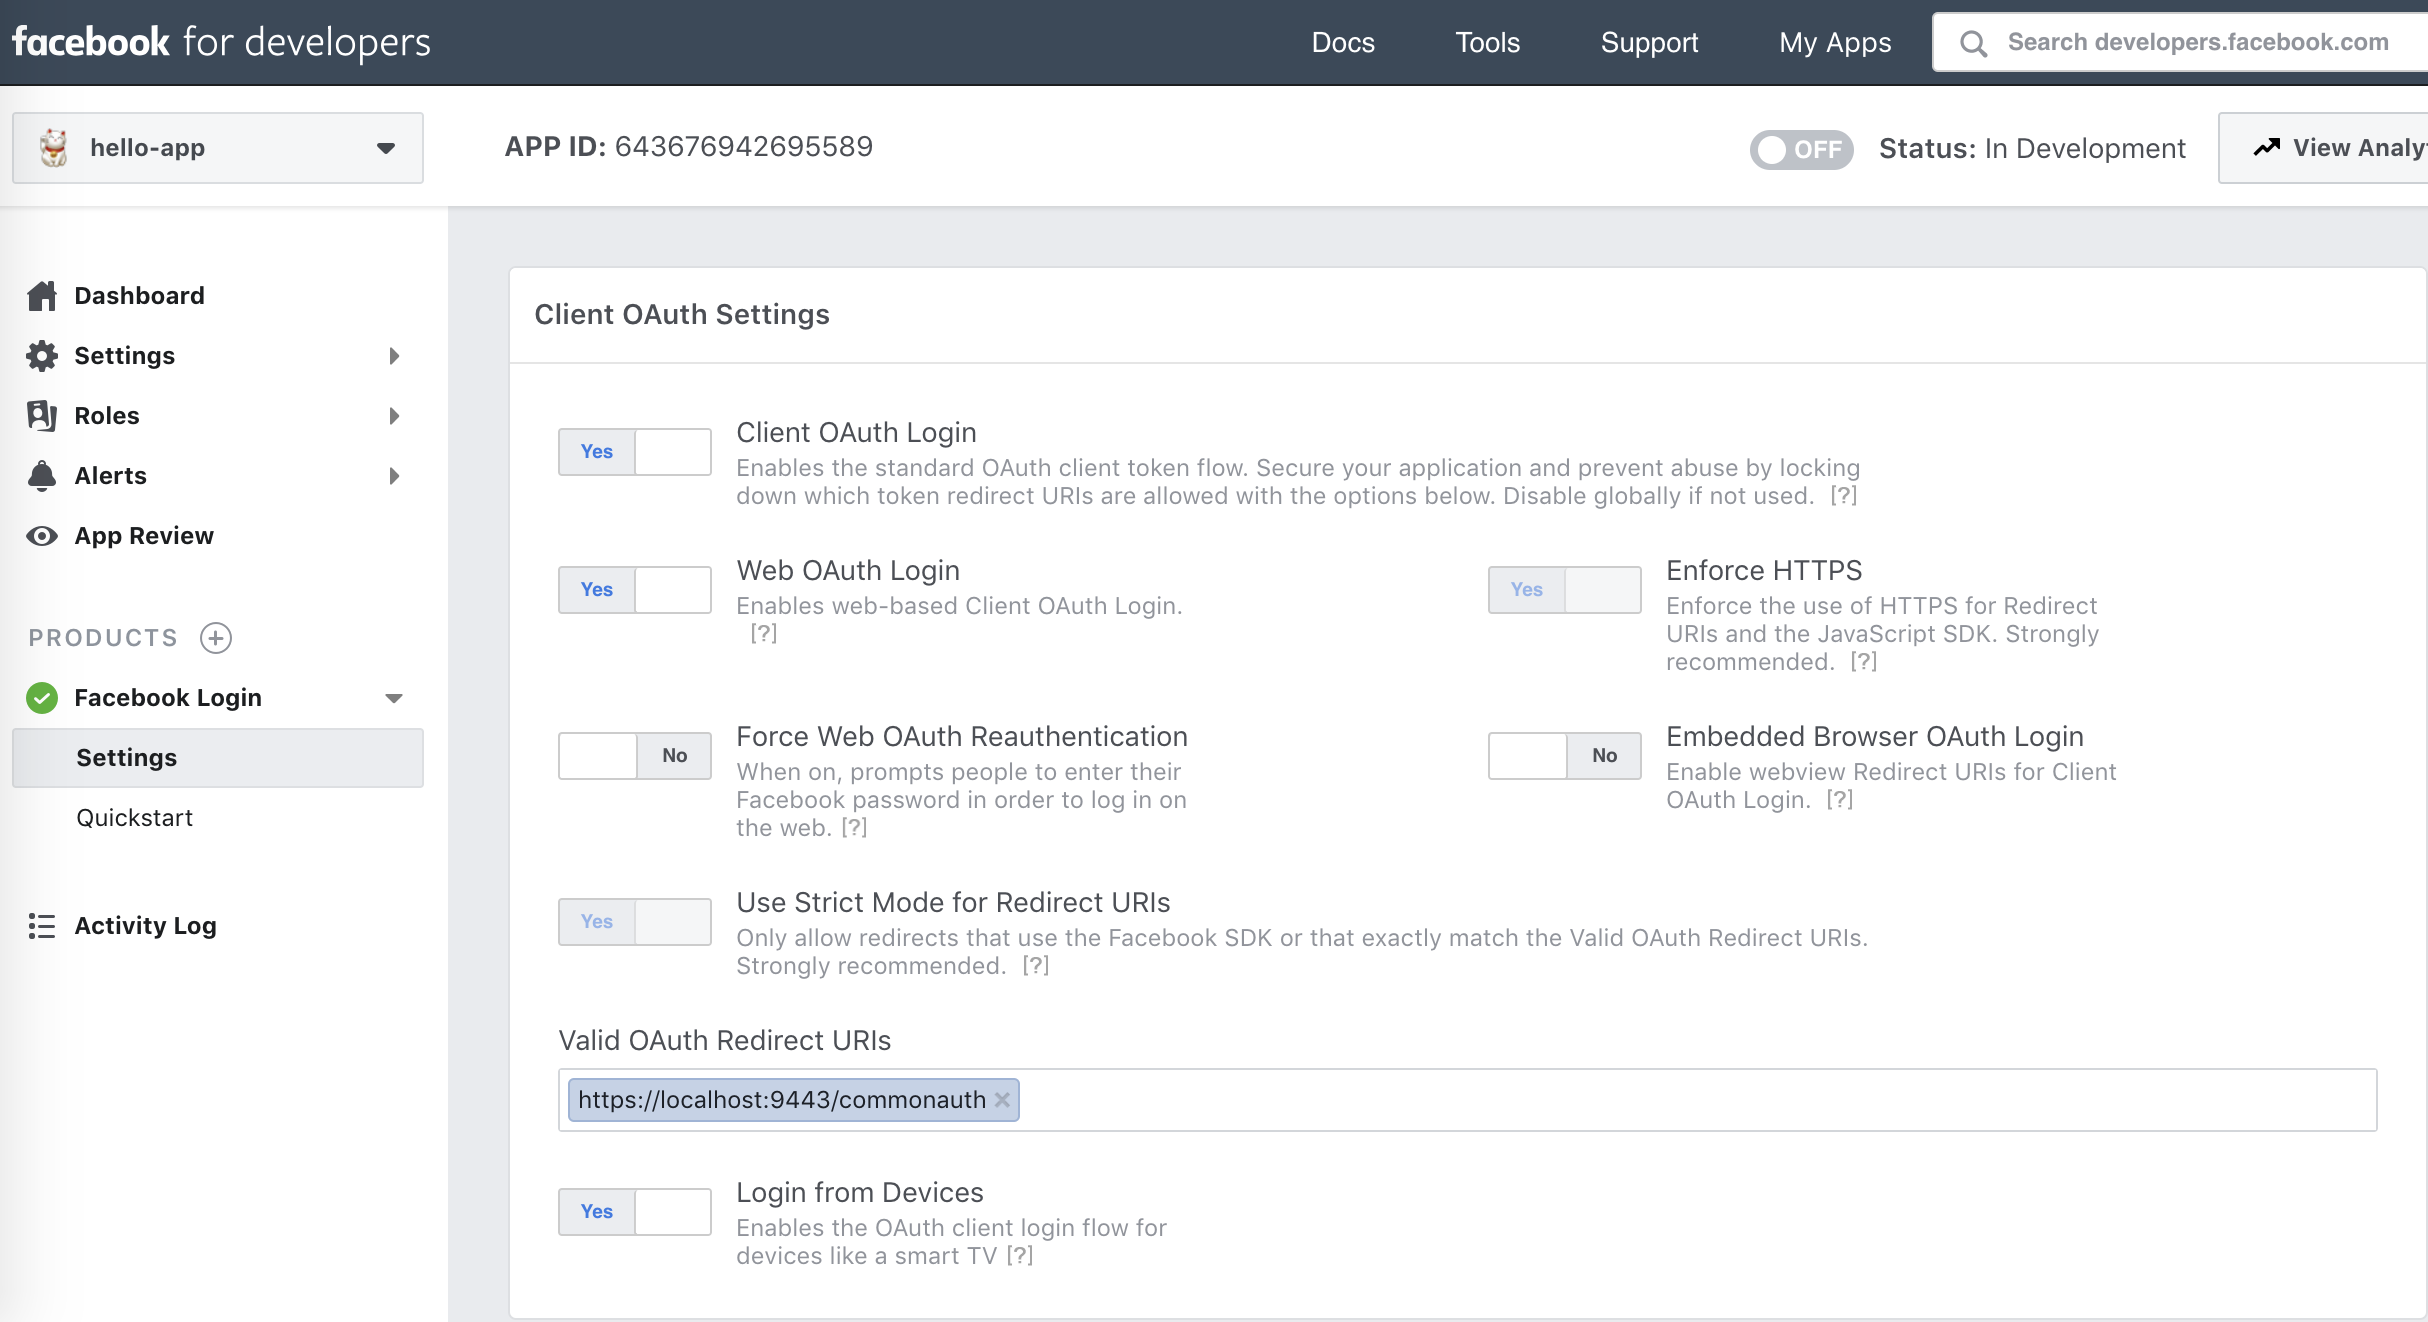 facebook for developers
Docs Tools Support My Apps Search developers.facebook.com
hello-app
APP ID: 643676942695589
OFF Status: In Development
View Analy
Dashboard
Settings
Roles
Alerts
App Review
PRODUCTS
Facebook Login
Settings
Quickstart
Activity Log
Client OAuth Settings
Yes
Client OAuth Login
Enables the standard OAuth client token flow. Secure your application and prevent abuse by locking
down which token redirect URIs are allowed with the options below. Disable globally if not used. [?]
Yes
Web OAuth Login
Enables web-based Client OAuth Login.
[?]
Yes
Enforce HTTPS
Enforce the use of HTTPS for Redirect
URIs and the JavaScript SDK. Strongly
recommended. [?]
No
Force Web OAuth Reauthentication
When on, prompts people to enter their
Facebook password in order to log in on
the web. [?]
No
Embedded Browser OAuth Login
Enable webview Redirect URIs for Client
OAuth Login. [?]
Yes
Use Strict Mode for Redirect URIs
Only allow redirects that use the Facebook SDK or that exactly match the Valid OAuth Redirect URIs.
Strongly recommended. [?]
Valid OAuth Redirect URIs
https://localhost:9443/commonauth
Yes
Login from Devices
Enables the OAuth client login flow for
devices like a smart TV [?]